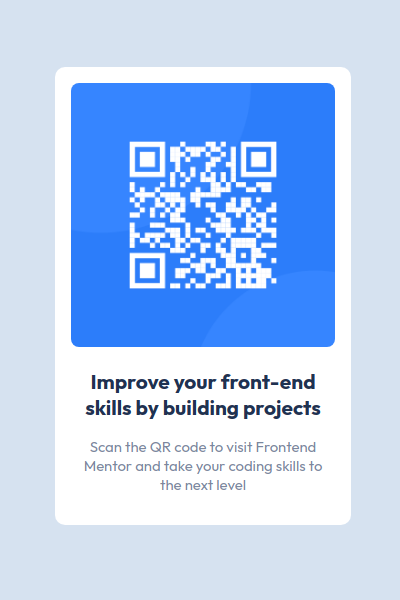 Improve your front-end
skills by building projects
Scan the QR code to visit Frontend
Mentor and take your coding skills to
the next level